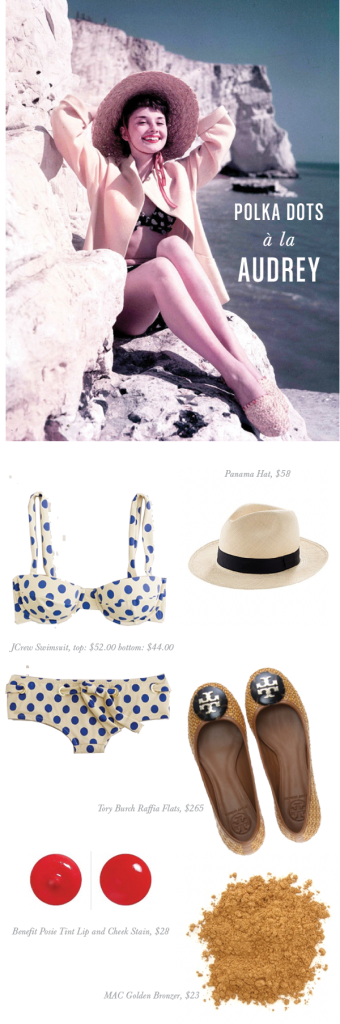 POLKA DOTS
à la
AUDREY
Panama Hat, $58
JCrew Swimsuit, top: $52.00 bottom: $44.00
Tory Burch Raffia Flats, $265
Benefit Posie Tint Lip and Cheek Stain, $28
MAC Golden Bronzer, $23